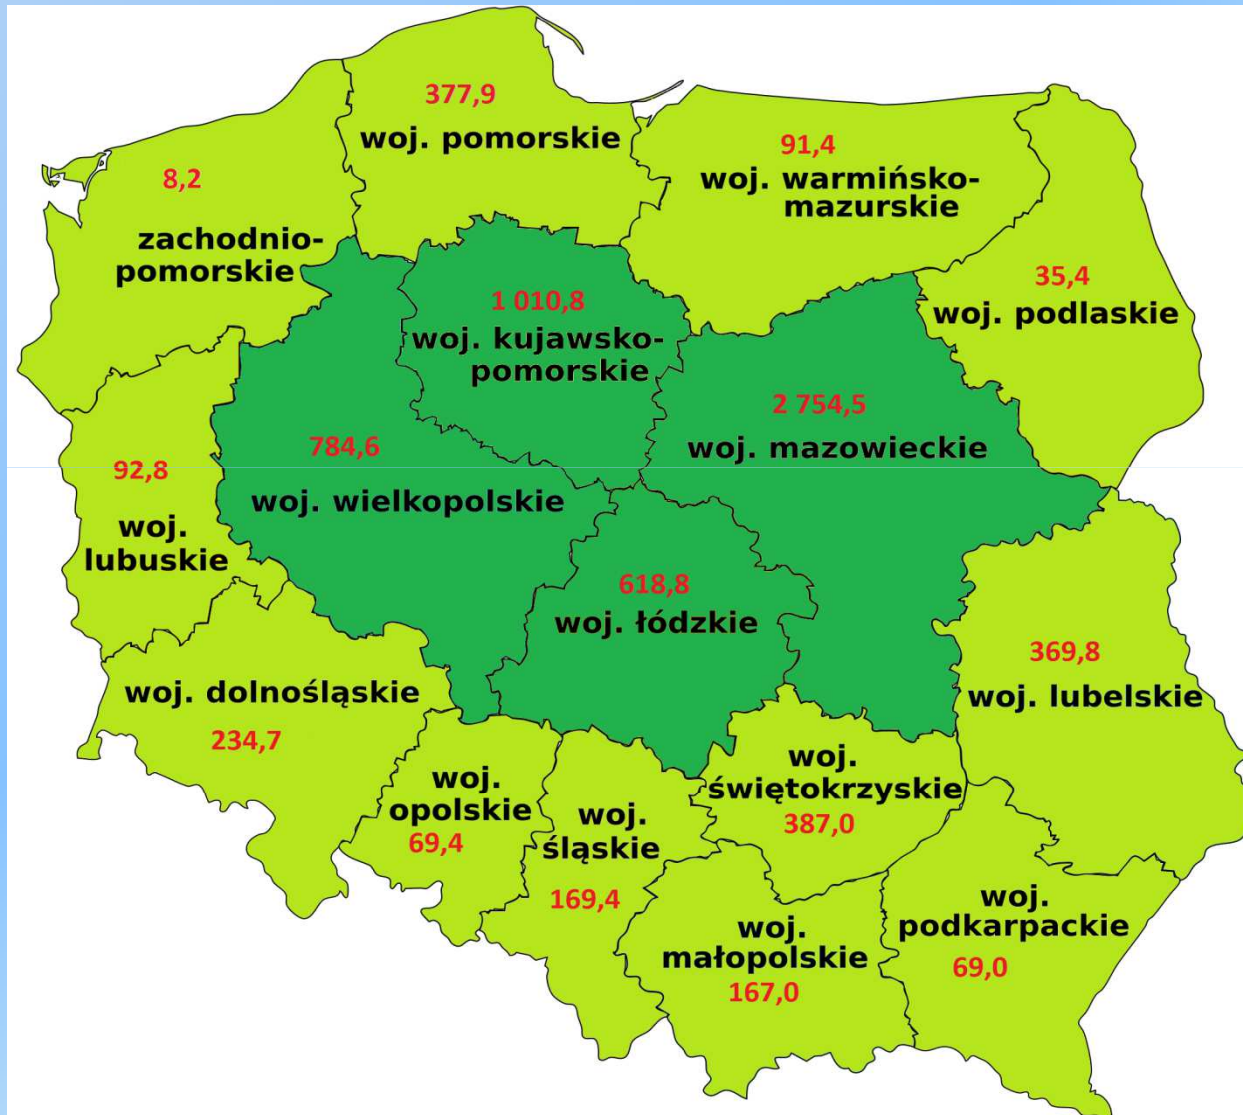 377,9
woj. pomorskie
91,4
woj. warmińsko-
mazurskie
8,2
zachodnio-
pomorskie
35,4
woj. podlaskie
1 010,8
woj. kujawsko-
pomorskie
2 754,5
woj. mazowieckie
784,6
woj. wielkopolskie
92,8
woj.
lubuskie
618,8
woj. łódzkie
369,8
woj. lubelskie
woj. dolnośląskie
234,7
woj.
opolskie
69,4
woj.
śląskie
169,4
woj.
świętokrzyskie
387,0
woj.
małopolskie
167,0
woj.
podkarpackie
69,0